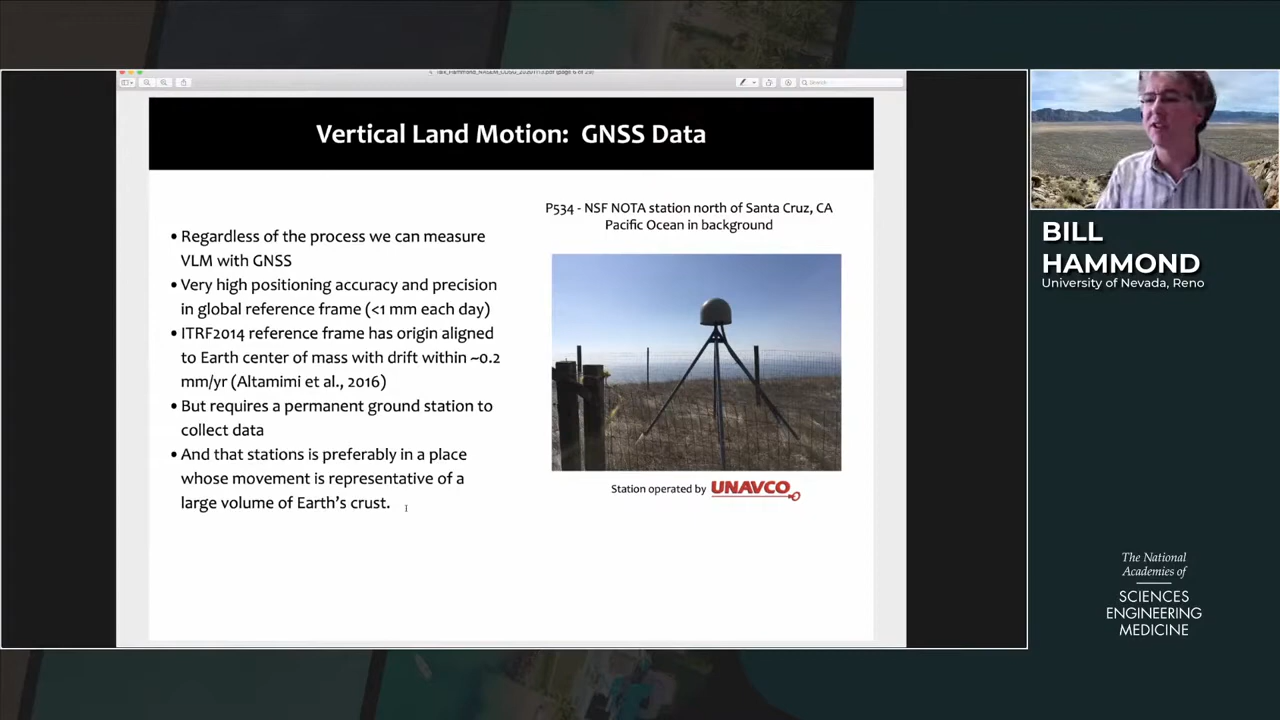 Search
Vertical Land Motion: GNSS Data
• Regardless of the process we can measure
VLM with GNSS
• Very high positioning accuracy and precision
in global reference frame (<1 mm each day)
• ITRF2014 reference frame has origin aligned
to Earth center of mass with drift within ~0.2
mm/yr (Altamimi et al., 2016)
• But requires a permanent ground station to
collect data
• And that stations is preferably in a place
whose movement is representative of a
large volume of Earth's crust.
P534 - NSF NOTA station north of Santa Cruz, CA
Pacific Ocean in background
Station operated by UNAVCO
BILL
HAMMOND
University of Nevada, Reno
The National
Academies of
SCIENCES
ENGINEERING
MEDICINE